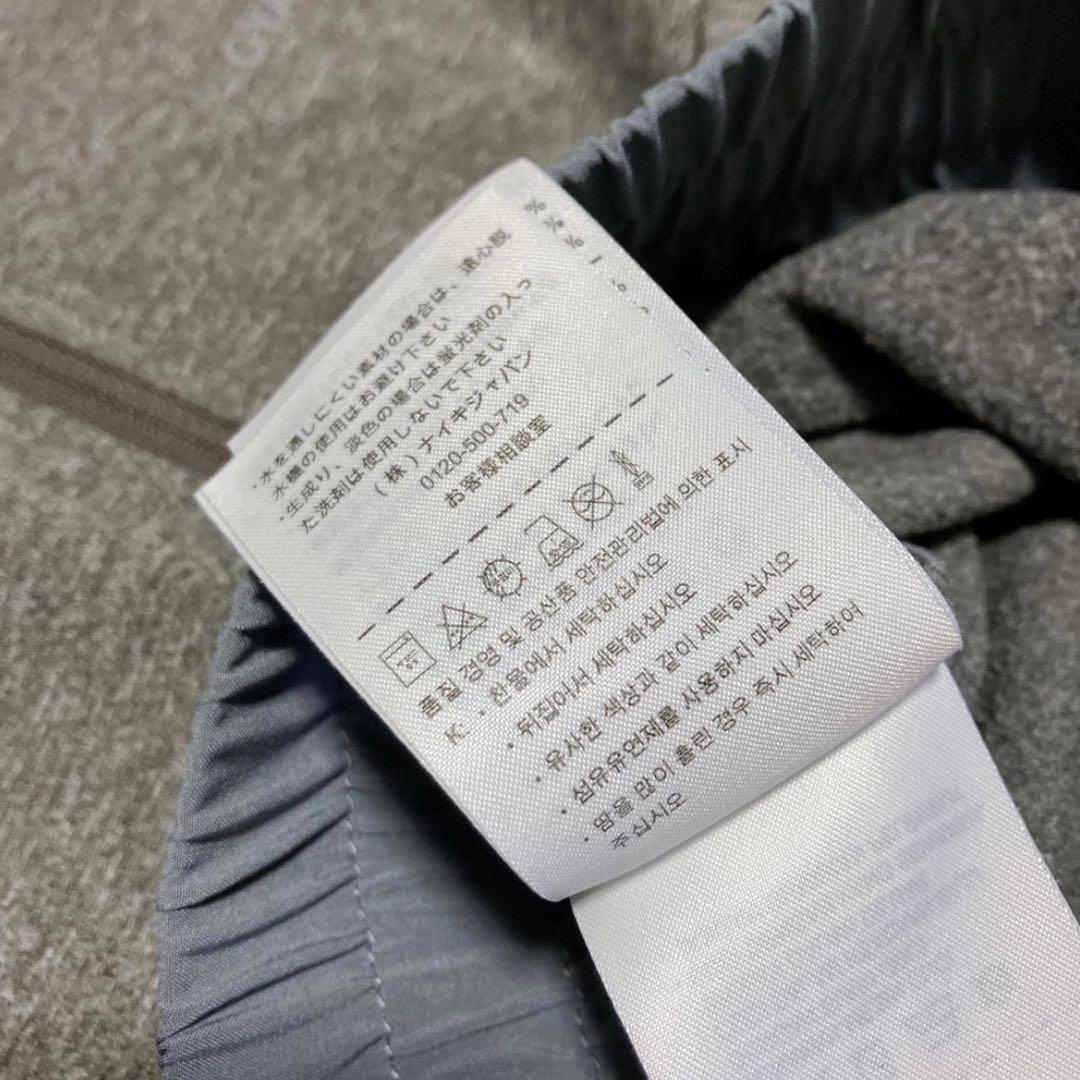 %
%
%
・水を通しにくい素材の場合は、遠心脱
水機の使用はお避け下さい
・生成り、淡色の場合は蛍光剤の入っ
た洗剤は使用しないで下さい
(株)ナイキジャパン
0120-500-719
お客様相談室
품질 경영 및 공산품 안전관리법에 의한 표시
K: ・찬물에서 세탁하십시오
・뒤집어서 세탁하십시오
・유사한 색상과 같이 세탁하십시오
・섬유유연제를 사용하지 마십시오
・땀을 많이 흘린 경우 즉시 세탁하여
주십시오